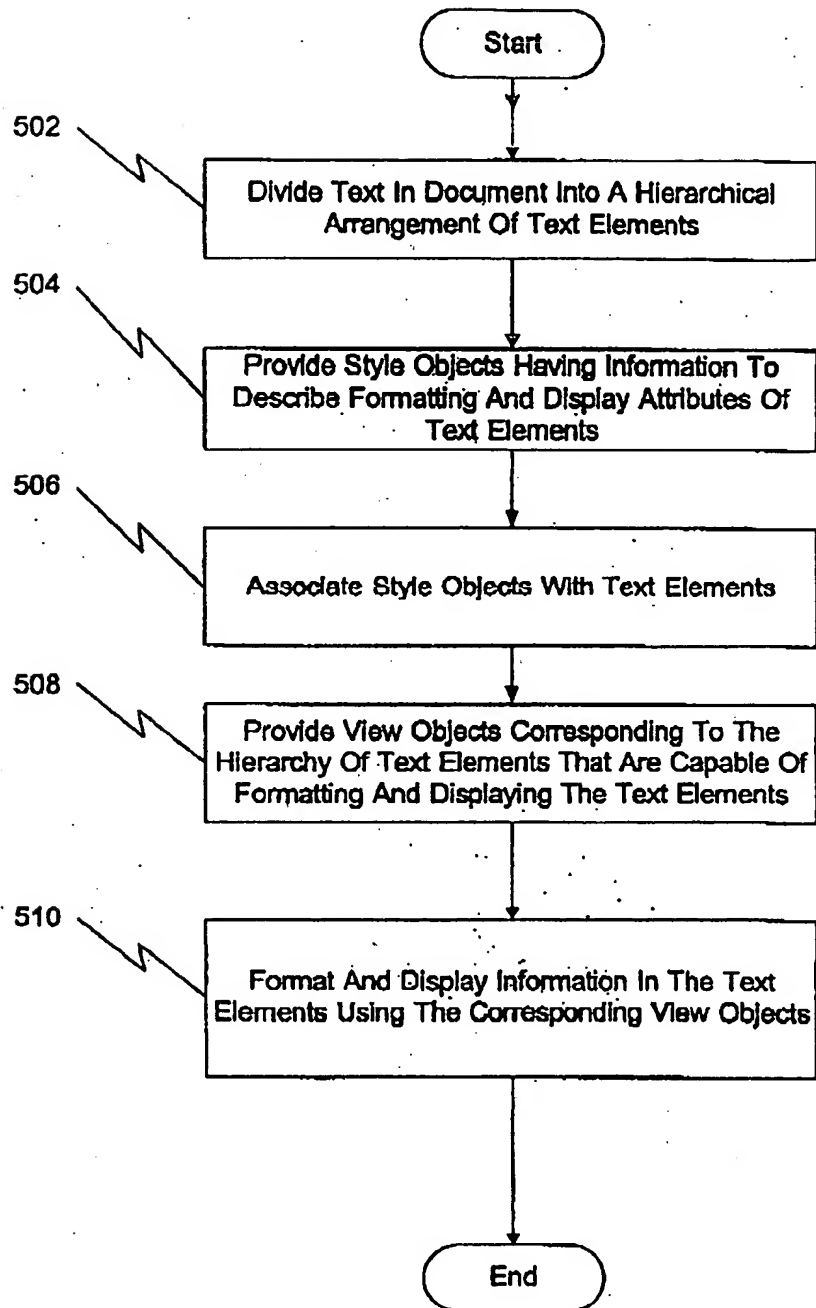 Start
502
Divide Text In Document Into A Hierarchical
Arrangement Of Text Elements
504
Provide Style Objects Having Information To
Describe Formatting And Display Attributes Of
Text Elements
506
Associate Style Objects With Text Elements
508
Provide View Objects Corresponding To The
Hierarchy Of Text Elements That Are Capable Of
Formatting And Displaying The Text Elements
510
Format And Display Information In The Text
Elements Using The Corresponding View Objects
End